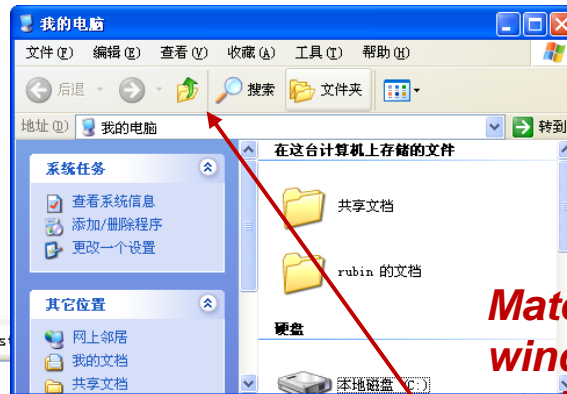 我的电脑
文件(F) 编辑(E) 查看(V) 收藏(A) 工具(T) 帮助(H)
后退 搜索 文件夹
地址(D) 我的电脑 转到
系统任务
查看系统信息
添加/删除程序
更改一个设置
其它位置
网上邻居
我的文档
共享文档
在这台计算机上存储的文件
共享文档
rubin 的文档
硬盘
本地磁盘 (C:)